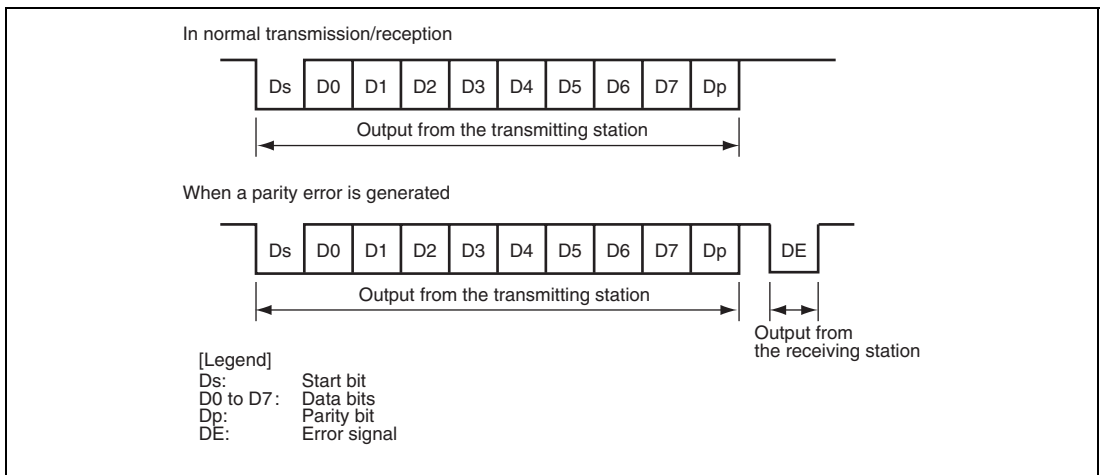 In normal transmission/reception
Ds D0 D1 D2 D3 D4 D5 D6 D7 Dp
Output from the transmitting station
When a parity error is generated
Ds D0 D1 D2 D3 D4 D5 D6 D7 Dp DE
Output from the transmitting station
Output from
the receiving station
[Legend]
Ds: Start bit
D0 to D7: Data bits
Dp: Parity bit
DE: Error signal